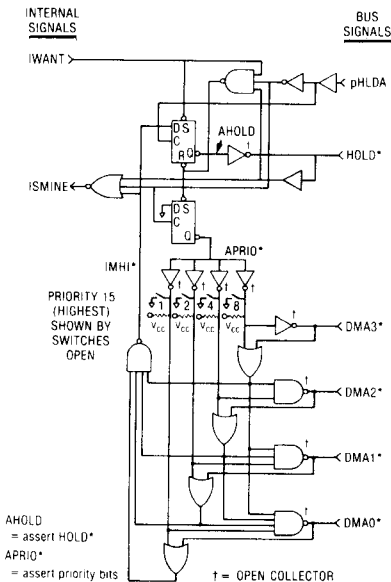 INTERNAL
SIGNALS
BUS
SIGNALS
IWANT
pHLDA
D S
C
Q
R
AHOLD
†
HOLD*
ISMINE
D S
C
Q
APRIO*
IMHI*
† † † †
PRIORITY 15
(HIGHEST)
SHOWN BY
SWITCHES
OPEN
1 2 4 8
VCC VCC VCC VCC
†
DMA3*
†
DMA2*
†
DMA1*
†
DMA0*
AHOLD
= assert HOLD*
APRIO*
= assert priority bits
† = OPEN COLLECTOR